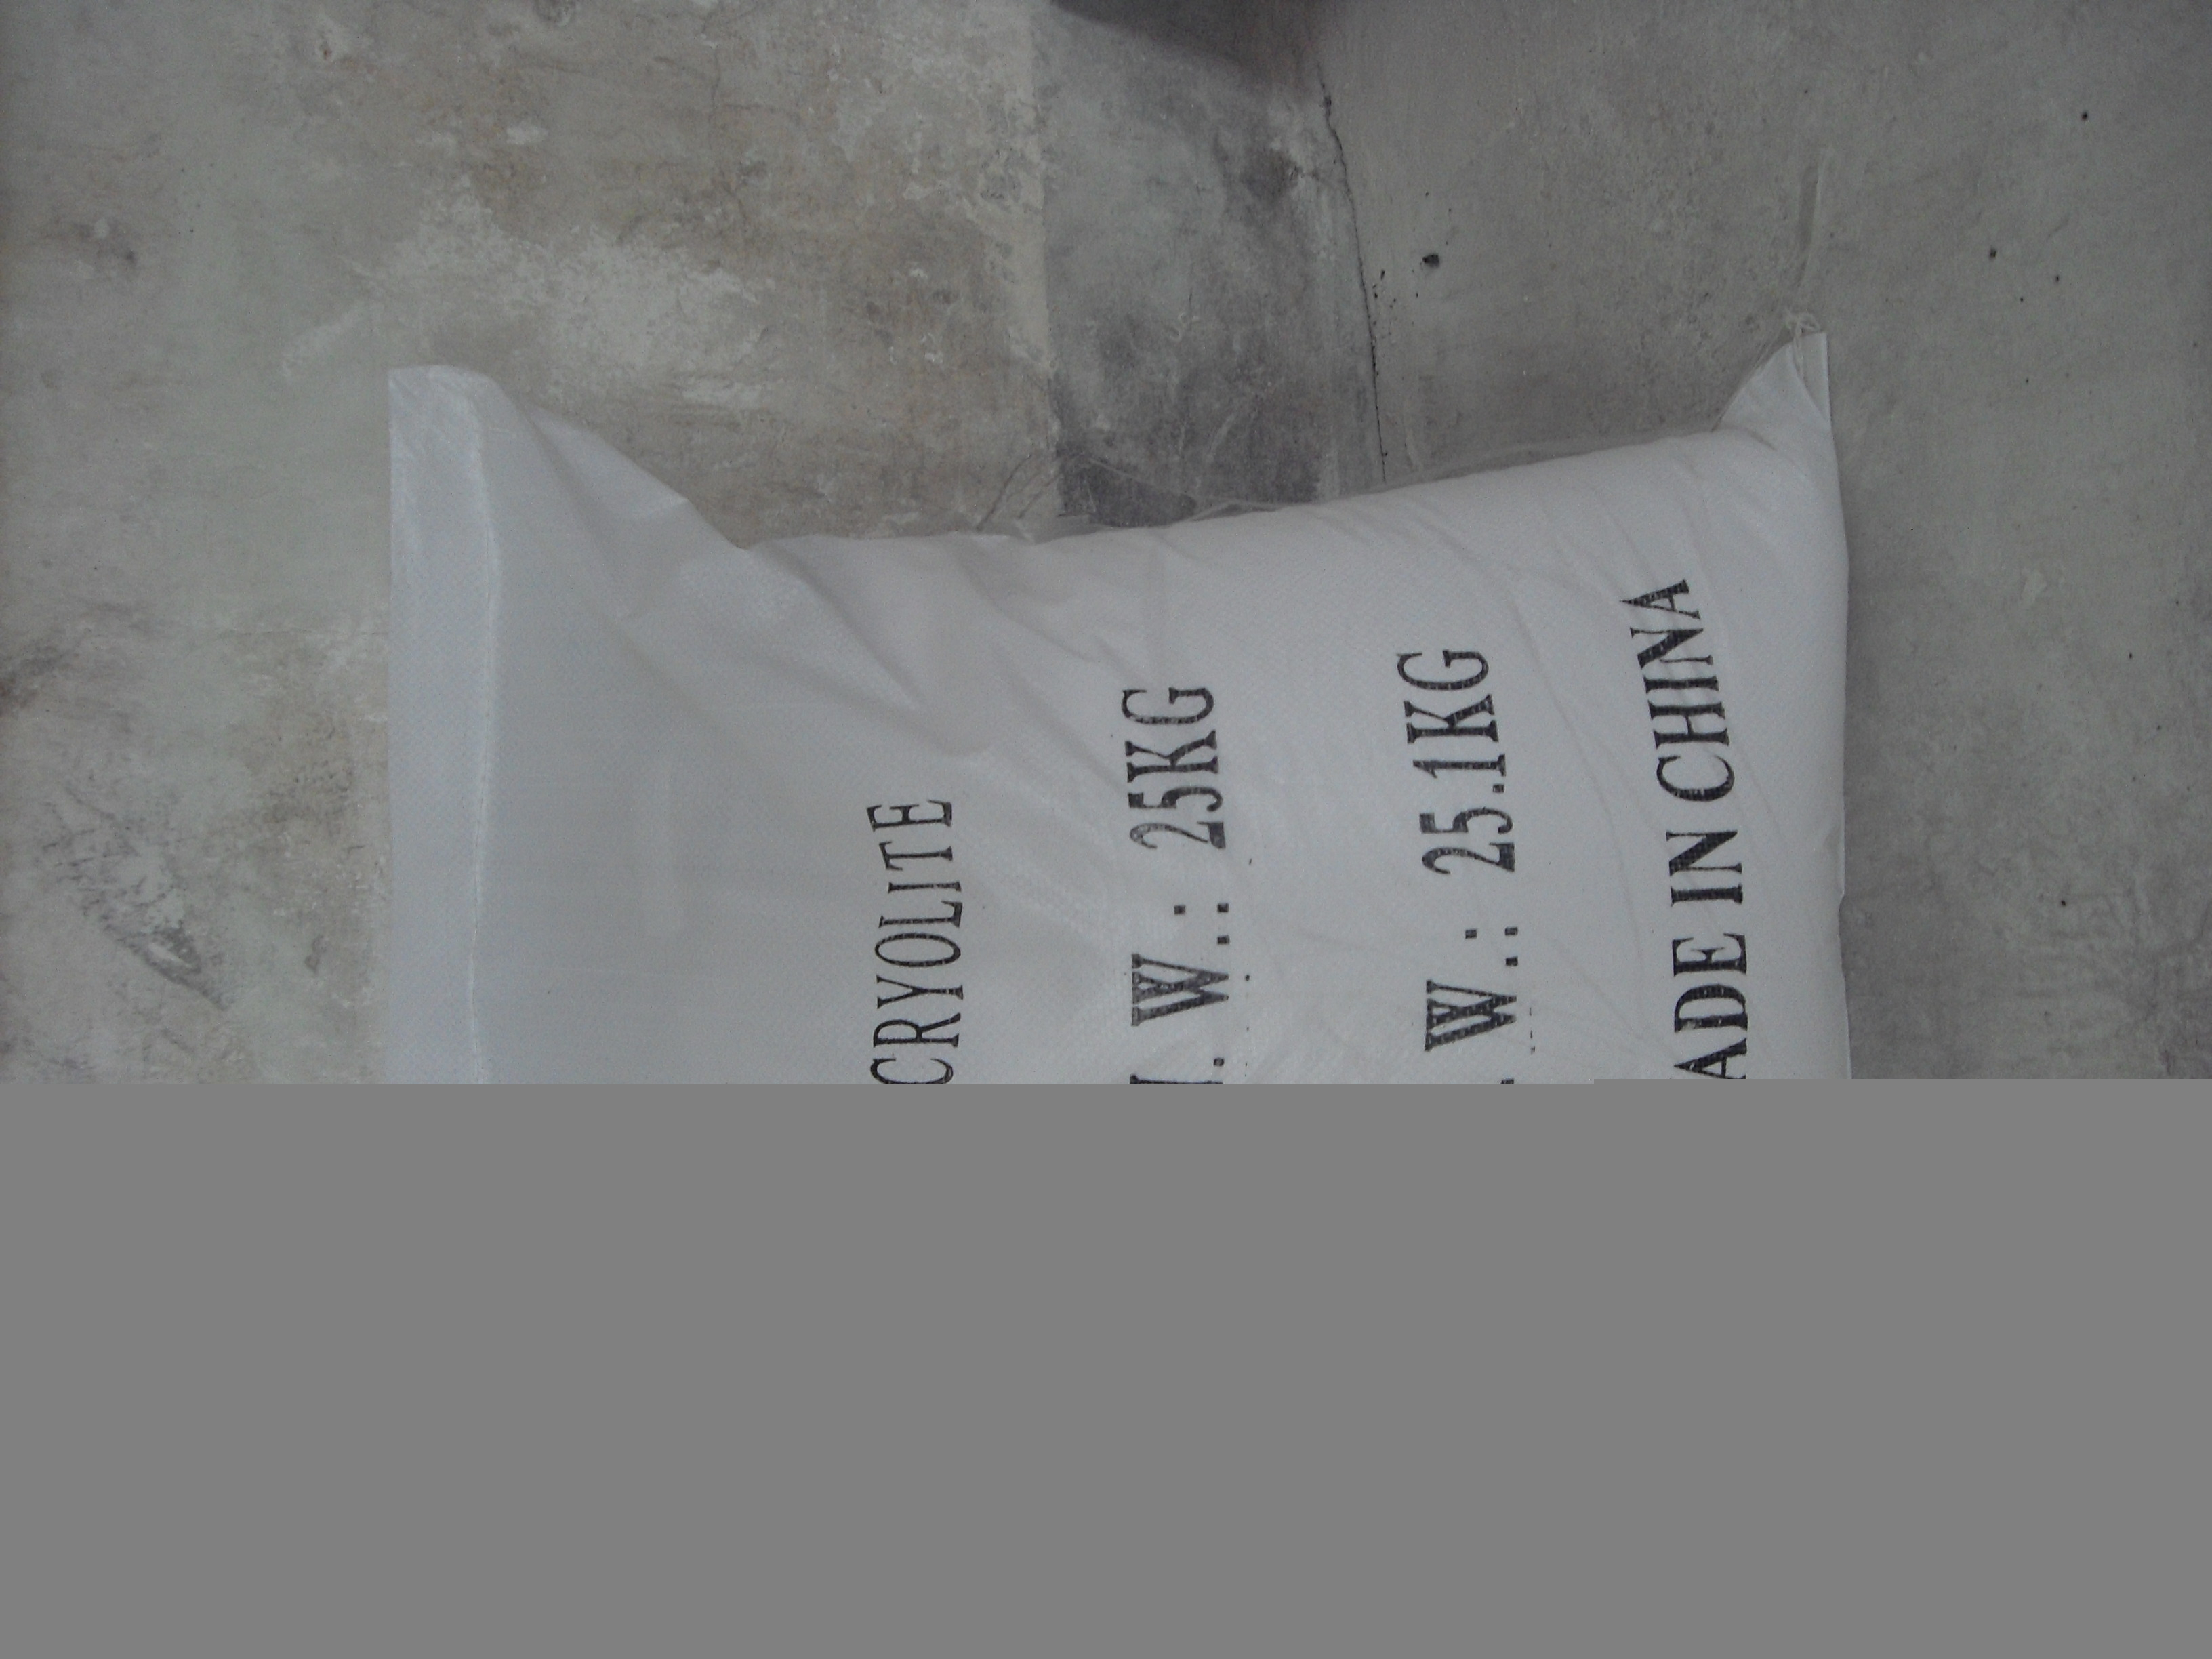 CRYOLITE
W.: 25KG
W.: 25.1KG
ADE IN CHINA